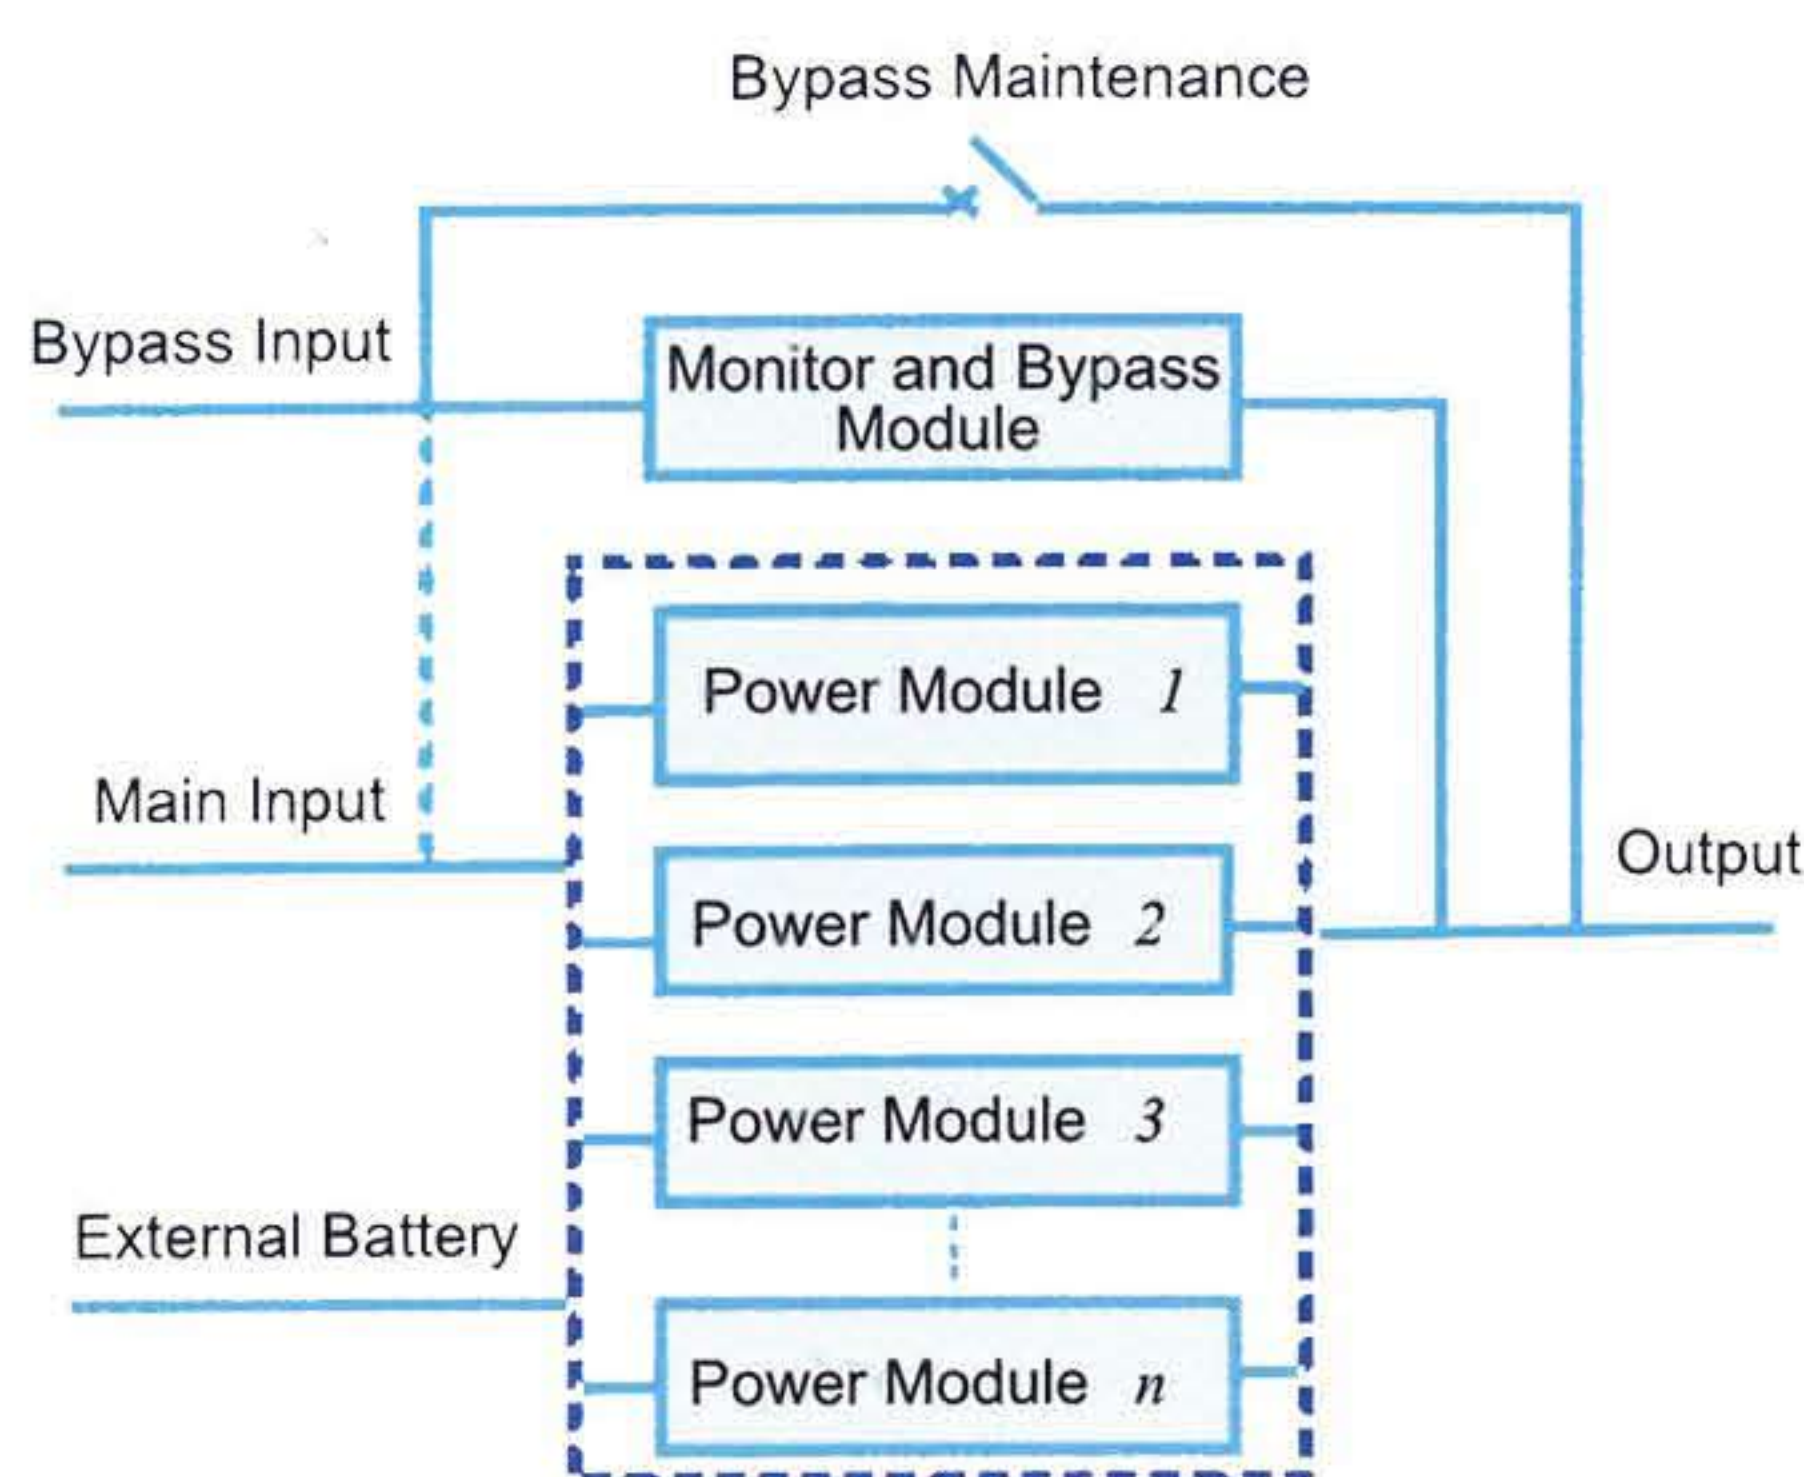 Bypass Maintenance
Bypass Input
Monitor and Bypass
Module
Power Module 1
Main Input
Output
Power Module 2
Power Module 3
External Battery
Power Module n